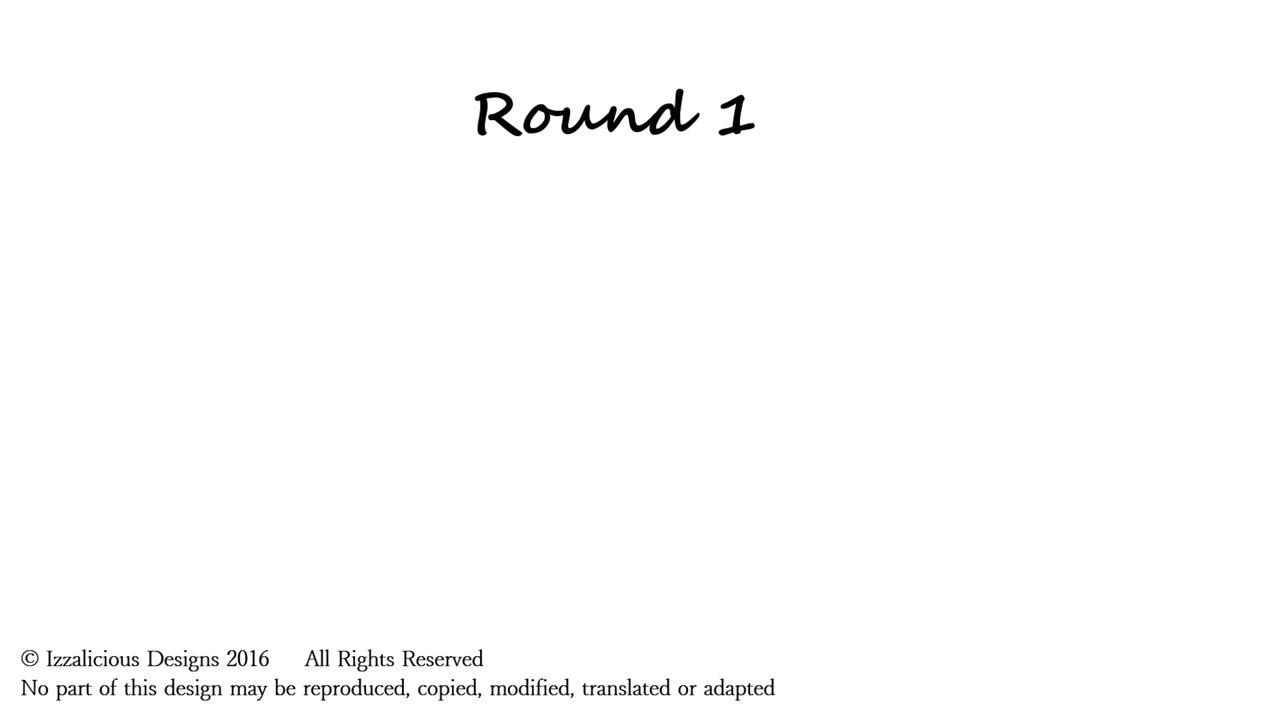 Round 1
© Izzalicious Designs 2016 All Rights Reserved
No part of this design may be reproduced, copied, modified, translated or adapted